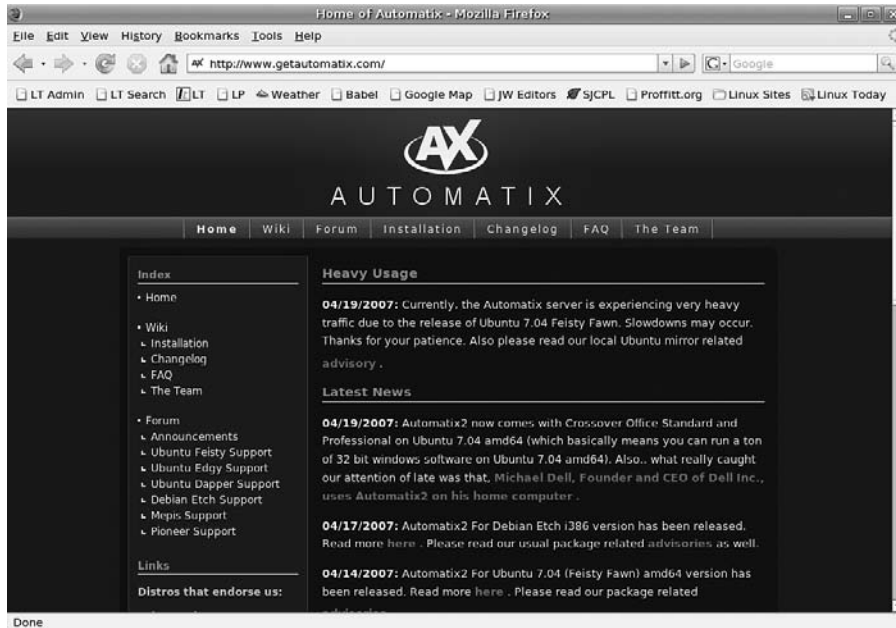 Home of Automatix - Mozilla Firefox
File Edit View History Bookmarks Tools Help
AX http://www.getautomatix.com/ G Google
LT Admin LT Search LT LP Weather Babel Google Map JW Editors SJCPL Proffitt.org Linux Sites Linux Today
AX
AUTOMATIX
Home Wiki Forum Installation Changelog FAQ The Team
Index
• Home
• Wiki
Installation
Changelog
FAQ
The Team
• Forum
Announcements
Ubuntu Feisty Support
Ubuntu Edgy Support
Ubuntu Dapper Support
Debian Etch Support
Mepis Support
Pioneer Support
Links
Distros that endorse us:
Heavy Usage
04/19/2007: Currently, the Automatix server is experiencing very heavy
traffic due to the release of Ubuntu 7.04 Feisty Fawn. Slowdowns may occur.
Thanks for your patience. Also please read our local Ubuntu mirror related
advisory .
Latest News
04/19/2007: Automatix2 now comes with Crossover Office Standard and
Professional on Ubuntu 7.04 amd64 (which basically means you can run a ton
of 32 bit windows software on Ubuntu 7.04 amd64). Also.. what really caught
our attention of late was that, Michael Dell, Founder and CEO of Dell Inc.,
uses Automatix2 on his home computer .
04/17/2007: Automatix2 For Debian Etch i386 version has been released.
Read more here . Please read our usual package related advisories as well.
04/14/2007: Automatix2 For Ubuntu 7.04 (Feisty Fawn) amd64 version has
been released. Read more here . Please read our package related
Done